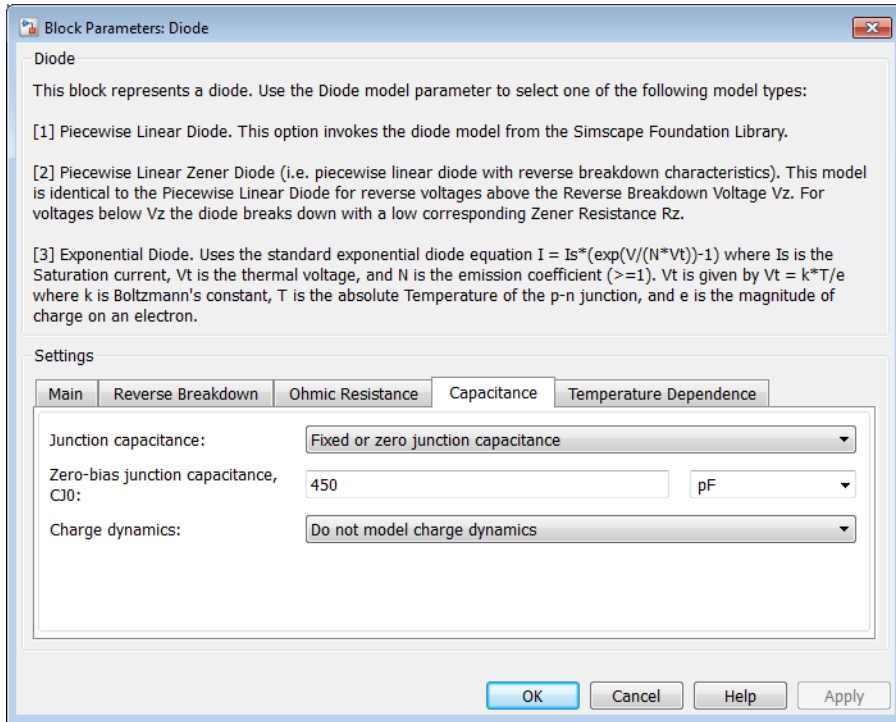 Block Parameters: Diode
Diode
This block represents a diode. Use the Diode model parameter to select one of the following model types:
[1] Piecewise Linear Diode. This option invokes the diode model from the Simscape Foundation Library.
[2] Piecewise Linear Zener Diode (i.e. piecewise linear diode with reverse breakdown characteristics). This model
is identical to the Piecewise Linear Diode for reverse voltages above the Reverse Breakdown Voltage Vz. For
voltages below Vz the diode breaks down with a low corresponding Zener Resistance Rz.
[3] Exponential Diode. Uses the standard exponential diode equation I = Is*(exp(V/(N*Vt))-1) where Is is the
Saturation current, Vt is the thermal voltage, and N is the emission coefficient (>=1). Vt is given by Vt = k*T/e
where k is Boltzmann's constant, T is the absolute Temperature of the p-n junction, and e is the magnitude of
charge on an electron.
Settings
Main Reverse Breakdown Ohmic Resistance Capacitance Temperature Dependence
Junction capacitance: Fixed or zero junction capacitance
Zero-bias junction capacitance,
CJ0: 450 pF
Charge dynamics: Do not model charge dynamics
OK Cancel Help Apply